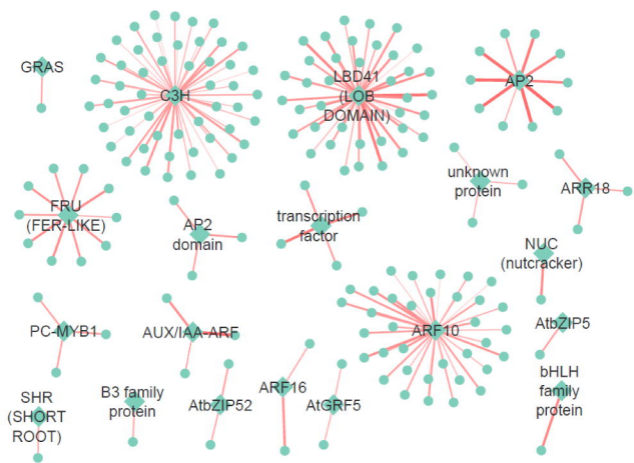 GRAS
C3H
LBD41
(LOB
DOMAIN)
AP2
FRU
(FER-LIKE)
AP2
domain
transcription
factor
unknown
protein
ARR18
NUC
(nutcracker)
PC-MYB1
AUX/IAA-ARF
ARF10
AtbZIP5
SHR
(SHORT
ROOT)
B3 family
protein
AtbZIP52
ARF16
AtGRF5
bHLH
family
protein